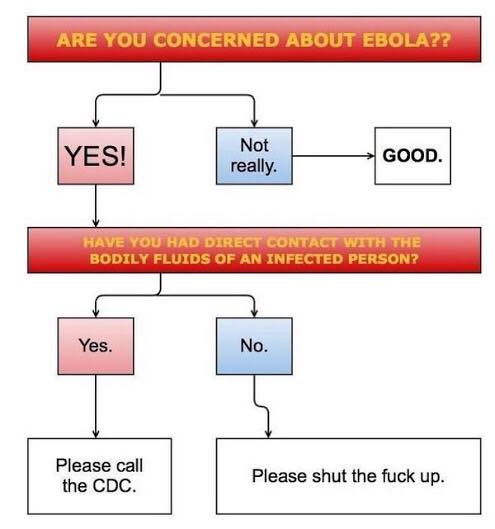 ARE YOU CONCERNED ABOUT EBOLA??
YES!
Not
really.
GOOD.
HAVE YOU HAD DIRECT CONTACT WITH THE
BODILY FLUIDS OF AN INFECTED PERSON?
Yes.
No.
Please call
the CDC.
Please shut the fuck up.